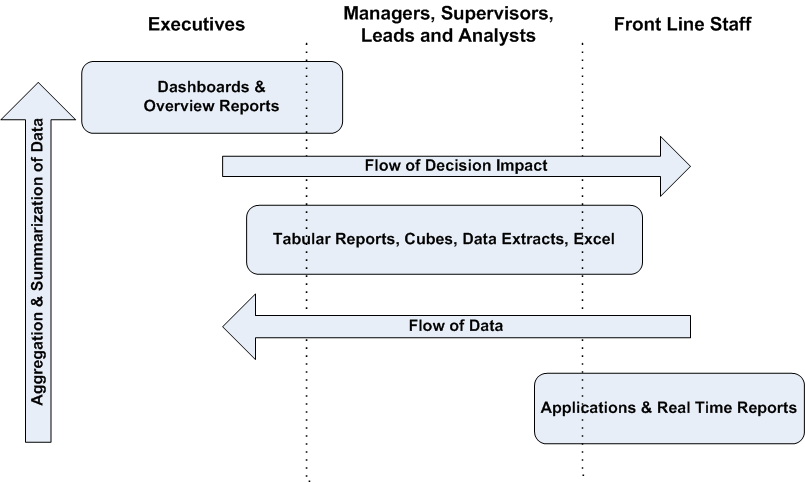 Executives
Managers, Supervisors,
Leads and Analysts
Front Line Staff
Dashboards &
Overview Reports
Flow of Decision Impact
Tabular Reports, Cubes, Data Extracts, Excel
Flow of Data
Applications & Real Time Reports
Aggregation & Summarization of Data